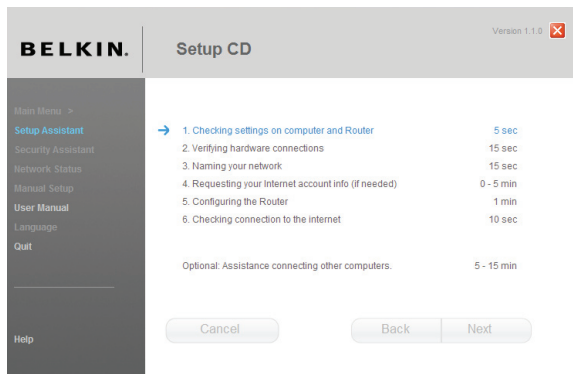 BELKIN.
Setup CD
Version 1.1.0
Main Menu >
Setup Assistant
Security Assistant
Network Status
Manual Setup
User Manual
Language
Quit
Help
1. Checking settings on computer and Router 5 sec
2. Verifying hardware connections 15 sec
3. Naming your network 15 sec
4. Requesting your Internet account info (if needed) 0 - 5 min
5. Configuring the Router 1 min
6. Checking connection to the internet 10 sec
Optional: Assistance connecting other computers. 5 - 15 min
Cancel
Back
Next